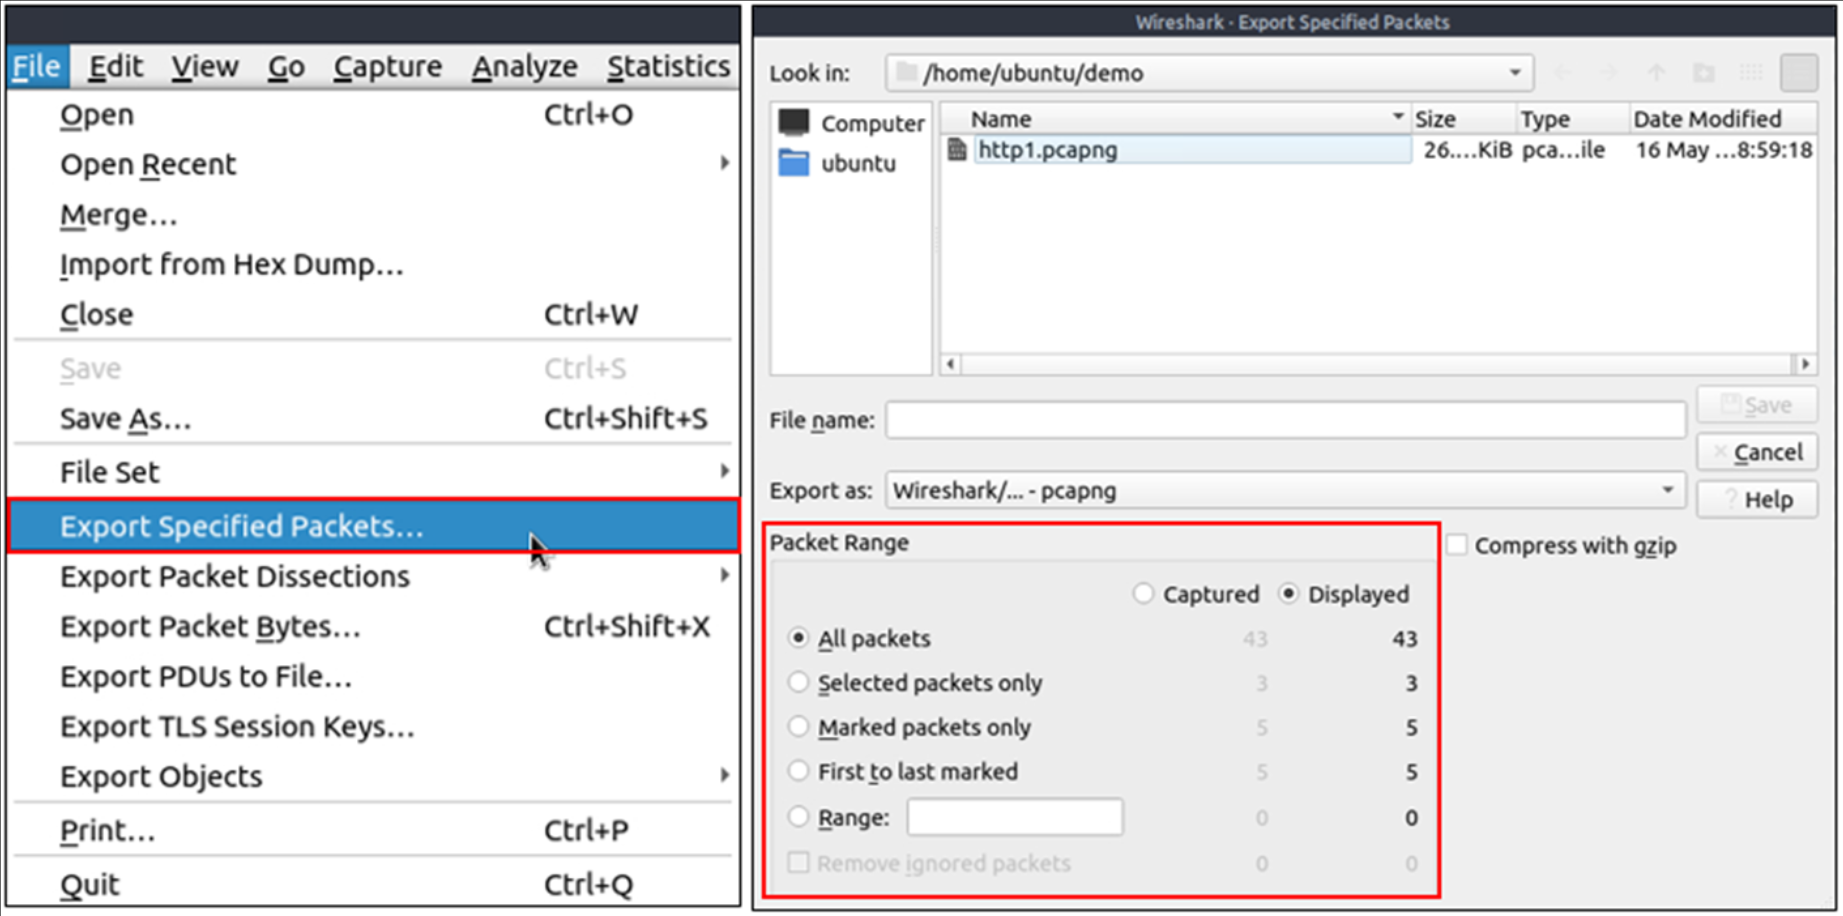 File Edit View Go Capture Analyze Statistics
Open Ctrl+O
Open Recent
Merge...
Import from Hex Dump...
Close Ctrl+W
Save Ctrl+S
Save As... Ctrl+Shift+S
File Set
Export Specified Packets...
Export Packet Dissections
Export Packet Bytes... Ctrl+Shift+X
Export PDUs to File...
Export TLS Session Keys...
Export Objects
Print... Ctrl+P
Quit Ctrl+Q
Wireshark · Export Specified Packets
Look in: /home/ubuntu/demo
Computer
ubuntu
Name Size Type Date Modified
http1.pcapng 26....KiB pca...ile 16 May ...8:59:18
File name:
Save
Cancel
Export as: Wireshark/... - pcapng
? Help
Packet Range
Compress with gzip
Captured Displayed
All packets 43 43
Selected packets only 3 3
Marked packets only 5 5
First to last marked 5 5
Range: 0 0
Remove ignored packets 0 0